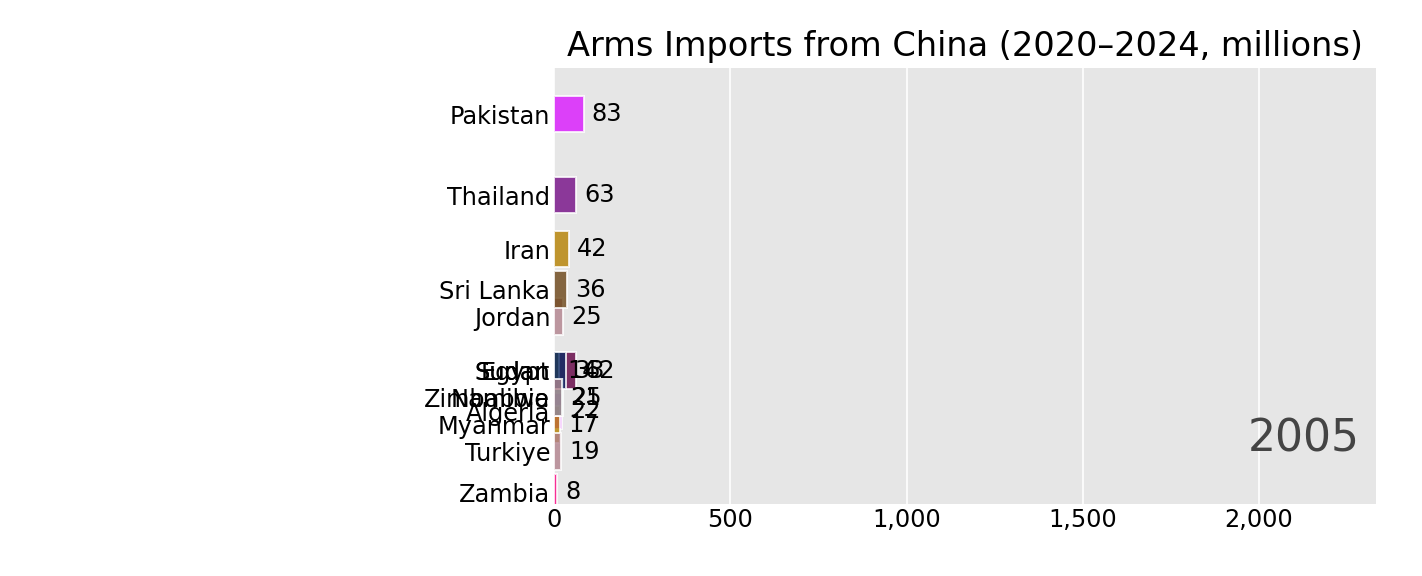 Arms Imports from China (2020–2024, millions)
Pakistan 83
Thailand 63
Iran 42
Sri Lanka 36
Jordan 25
Egypt
Algeria 22
Myanmar 17
2005
Turkiye 19
Zambia 8
0 500 1,000 1,500 2,000